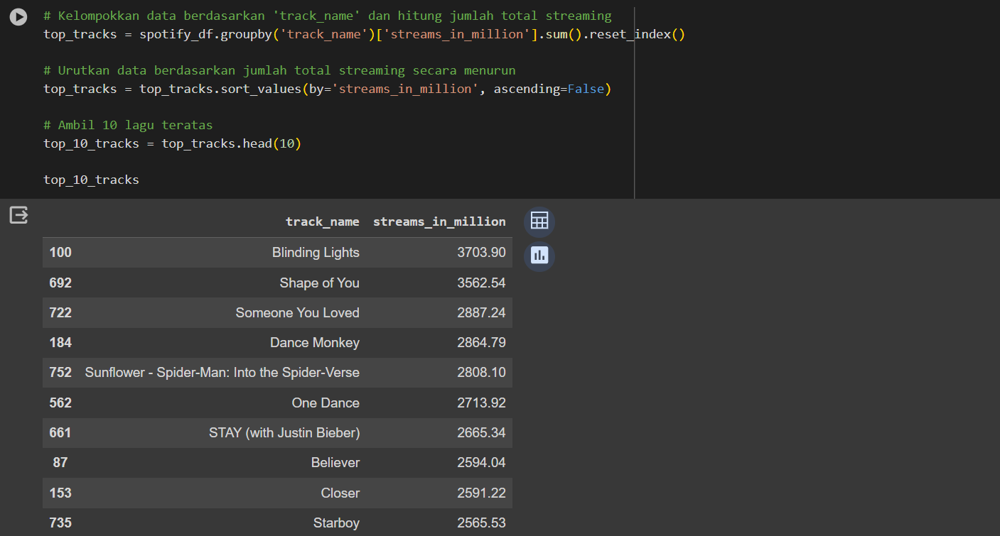 # Kelompokkan data berdasarkan 'track_name' dan hitung jumlah total streaming
top_tracks = spotify_df.groupby('track_name')['streams_in_million'].sum().reset_index()
# Urutkan data berdasarkan jumlah total streaming secara menurun
top_tracks = top_tracks.sort_values(by='streams_in_million', ascending=False)
# Ambil 10 lagu teratas
top_10_tracks = top_tracks.head(10)
top_10_tracks
track_name streams_in_million
100 Blinding Lights 3703.90
692 Shape of You 3562.54
722 Someone You Loved 2887.24
184 Dance Monkey 2864.79
752 Sunflower - Spider-Man: Into the Spider-Verse 2808.10
562 One Dance 2713.92
661 STAY (with Justin Bieber) 2665.34
87 Believer 2594.04
153 Closer 2591.22
735 Starboy 2565.53